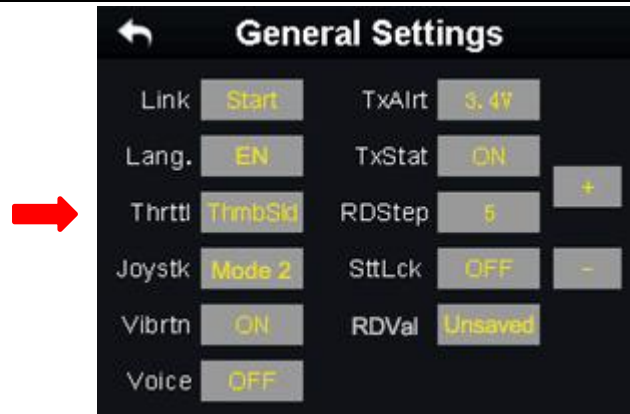 General Settings
Link Start TxAlrt 3.4V
Lang. EN TxStat ON
+
Thrttl ThmbSld RDStep 5
Joystk Mode 2 SttLck OFF -
Vibrtn ON RDVal Unsaved
Voice OFF